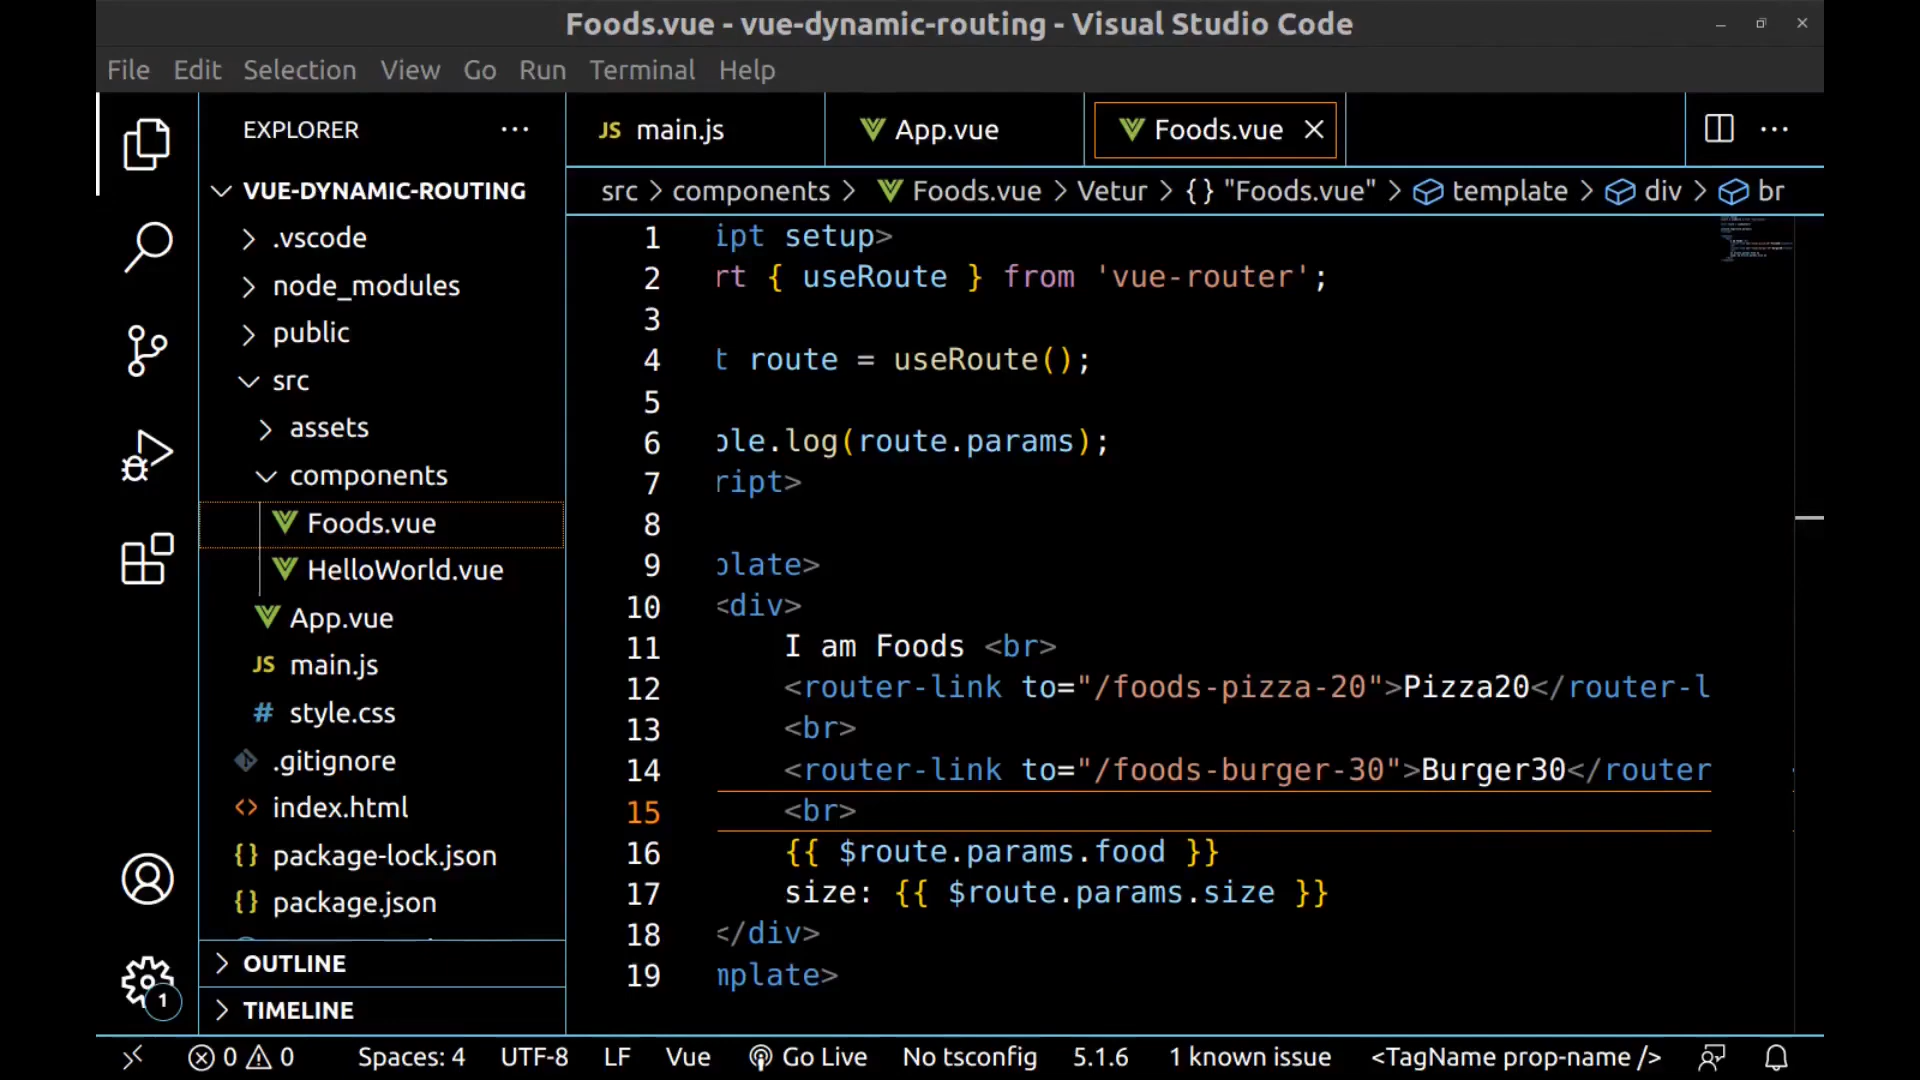 Foods.vue - vue-dynamic-routing - Visual Studio Code
File Edit Selection View Go Run Terminal Help
EXPLORER
JS main.js App.vue Foods.vue
VUE-DYNAMIC-ROUTING
src > components > Foods.vue > Vetur > {} "Foods.vue" > template > div > br
.vscode
node_modules
public
src
assets
components
Foods.vue
HelloWorld.vue
App.vue
JS main.js
# style.css
.gitignore
<> index.html
{} package-lock.json
{} package.json
OUTLINE
TIMELINE
1
1 ipt setup>
2 rt { useRoute } from 'vue-router';
3
4 t route = useRoute();
5
6 ole.log(route.params);
7 ript>
8
9 plate>
10 <div>
11 I am Foods <br>
12 <router-link to="/foods-pizza-20">Pizza20</router-l
13 <br>
14 <router-link to="/foods-burger-30">Burger30</router
15 <br>
16 {{ $route.params.food }}
17 size: {{ $route.params.size }}
18 </div>
19 mplate>
0 0 Spaces: 4 UTF-8 LF Vue Go Live No tsconfig 5.1.6 1 known issue <TagName prop-name />